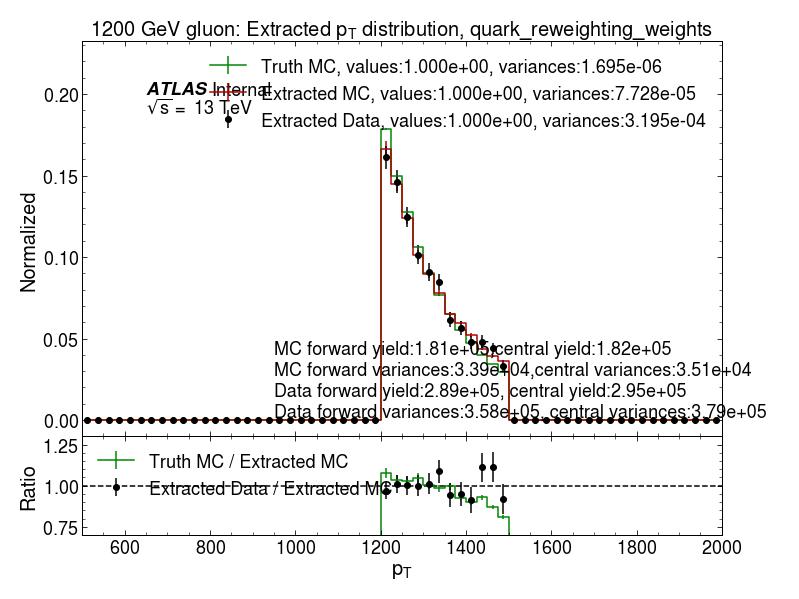 1200 GeV gluon: Extracted pT distribution, quark_reweighting_weights
Truth MC, values:1.000e+00, variances:1.695e-06
ATLAS Internal
Extracted MC, values:1.000e+00, variances:7.728e-05
√s = 13 TeV
Extracted Data, values:1.000e+00, variances:3.195e-04
0.20
0.15
0.10
0.05
0.00
Normalized
MC forward yield:1.81e+05, central yield:1.82e+05
MC forward variances:3.39e+04,central variances:3.51e+04
Data forward yield:2.89e+05, central yield:2.95e+05
Data forward variances:3.58e+05, central variances:3.79e+05
1.25
1.00
0.75
Ratio
Truth MC / Extracted MC
Extracted Data / Extracted MC
600 800 1000 1200 1400 1600 1800 2000
pT